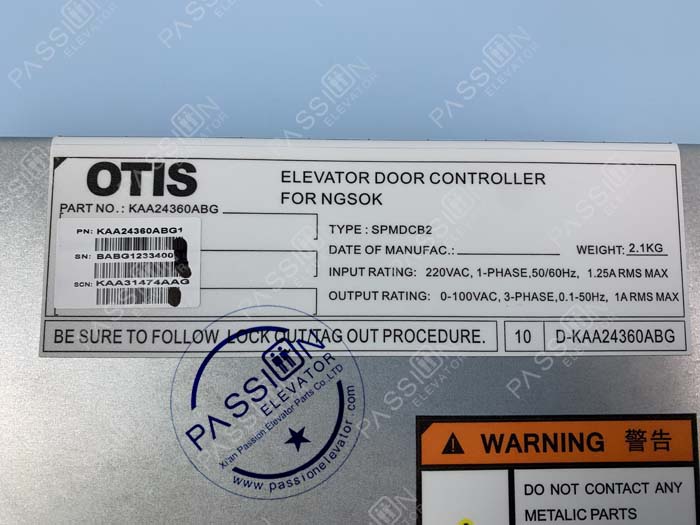 OTIS
ELEVATOR DOOR CONTROLLER
FOR NGSOK
PART NO.: KAA24360ABG
PN: KAA24360ABG1
SN: BABG1233400
SCN: KAA31474AAG
TYPE : SPMDCB2
DATE OF MANUFAC.:
WEIGHT: 2.1KG
INPUT RATING: 220VAC, 1-PHASE,50/60Hz, 1.25A RMS MAX
OUTPUT RATING: 0-100VAC, 3-PHASE,0.1-50Hz, 1A RMS MAX
BE SURE TO FOLLOW LOCK OUT/TAG OUT PROCEDURE.
10
D-KAA24360ABG
PASSION
ELEVATOR
Xi'an Passion Elevator Parts Co.,LTD
www.passionelevator.com
WARNING 警告
DO NOT CONTACT ANY
METALLIC PARTS